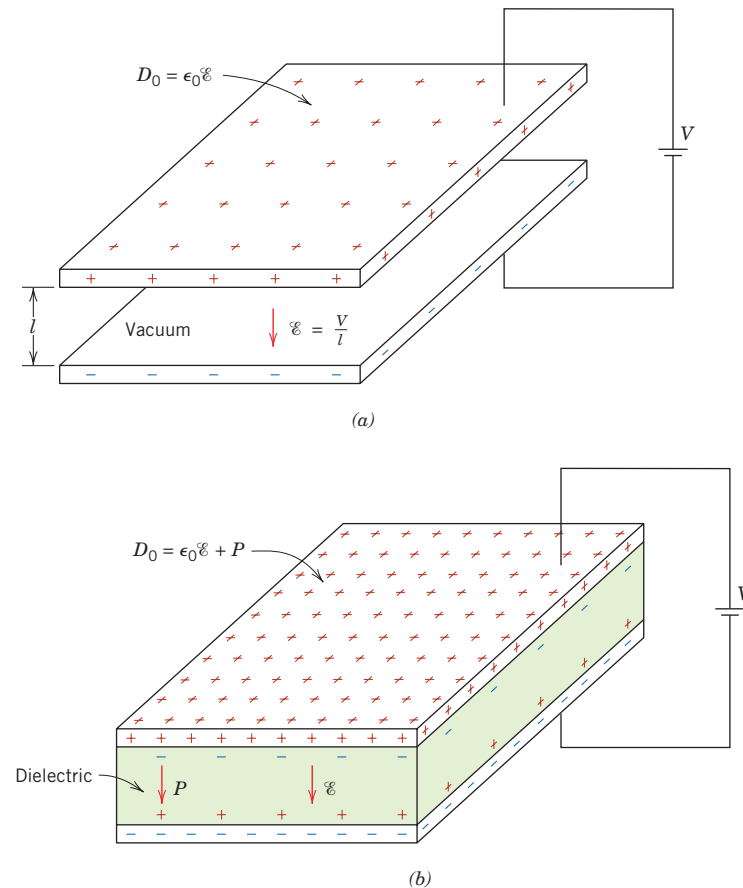 D₀ = ϵ₀ℰ
V
l
Vacuum
ℰ = V/l
(a)
D₀ = ϵ₀ℰ + P
V
Dielectric
P
ℰ
(b)